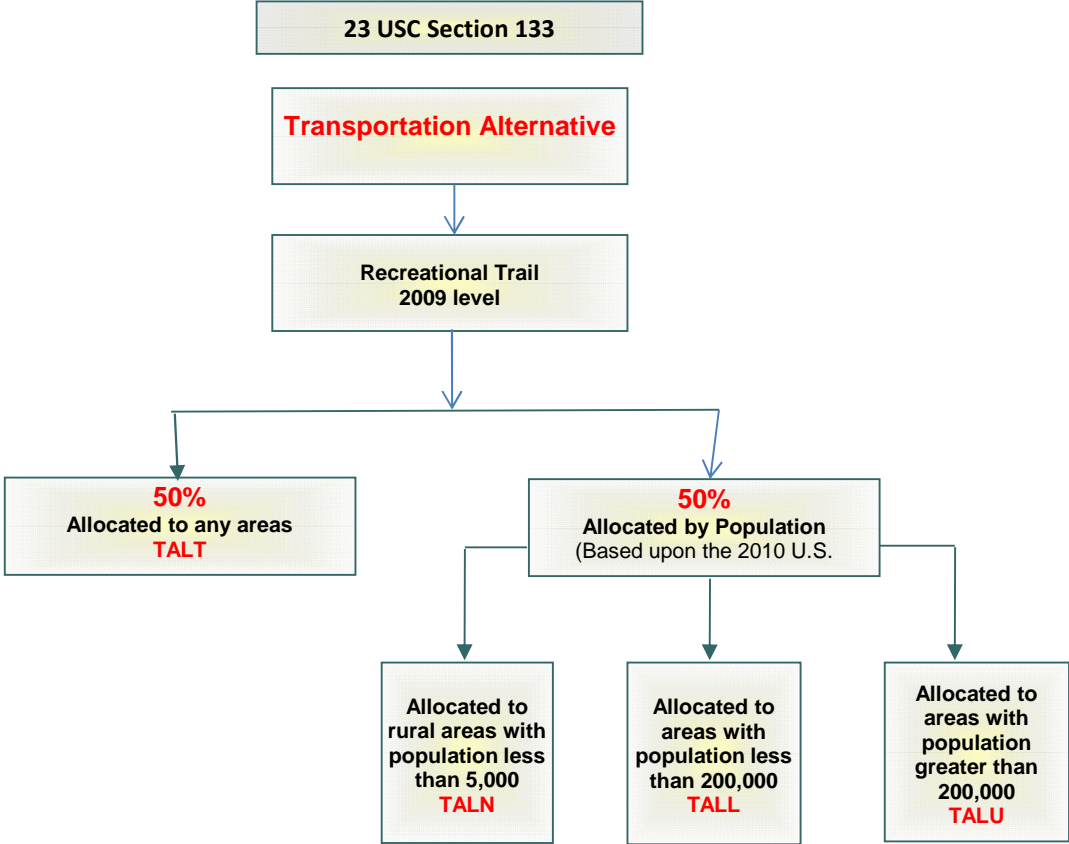 23 USC Section 133
Transportation Alternative
Recreational Trail
2009 level
50%
Allocated to any areas
TALT
50%
Allocated by Population
(Based upon the 2010 U.S.
Allocated to
rural areas with
population less
than 5,000
TALN
Allocated to
areas with
population less
than 200,000
TALL
Allocated to
areas with
population
greater than
200,000
TALU